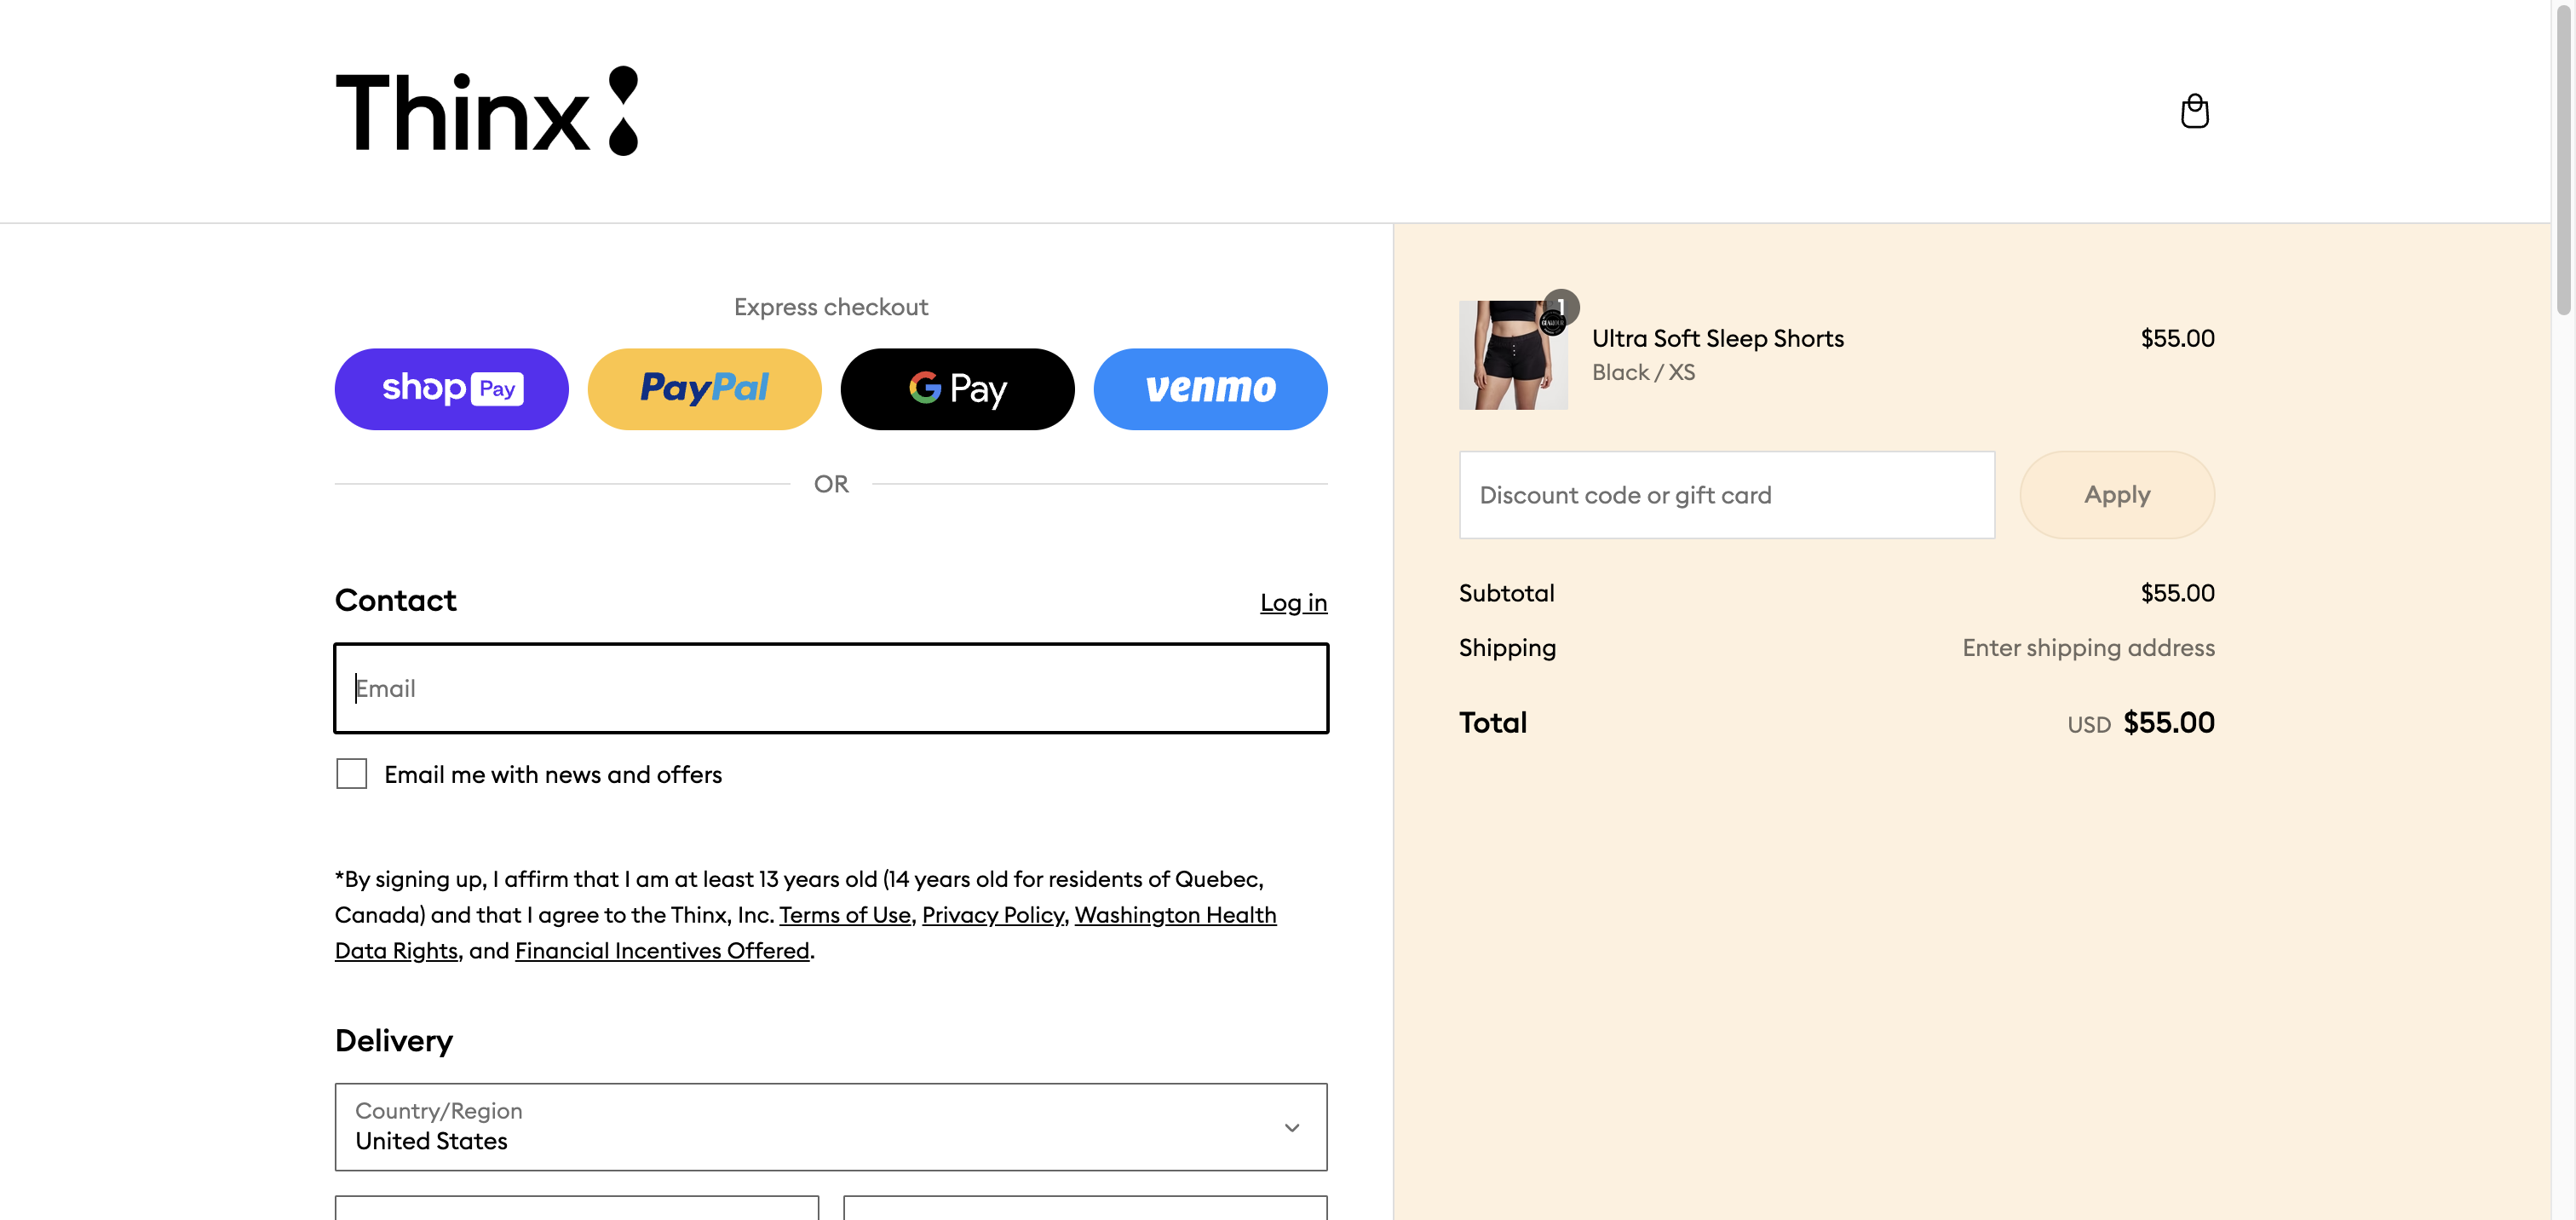 Thinx
Express checkout
shop Pay
PayPal
G Pay
venmo
OR
Contact
Log in
Email
Email me with news and offers
*By signing up, I affirm that I am at least 13 years old (14 years old for residents of Quebec,
Canada) and that I agree to the Thinx, Inc. Terms of Use, Privacy Policy, Washington Health
Data Rights, and Financial Incentives Offered.
Delivery
Country/Region
United States
1
Ultra Soft Sleep Shorts
$55.00
Black / XS
Discount code or gift card
Apply
Subtotal
$55.00
Shipping
Enter shipping address
Total
USD $55.00